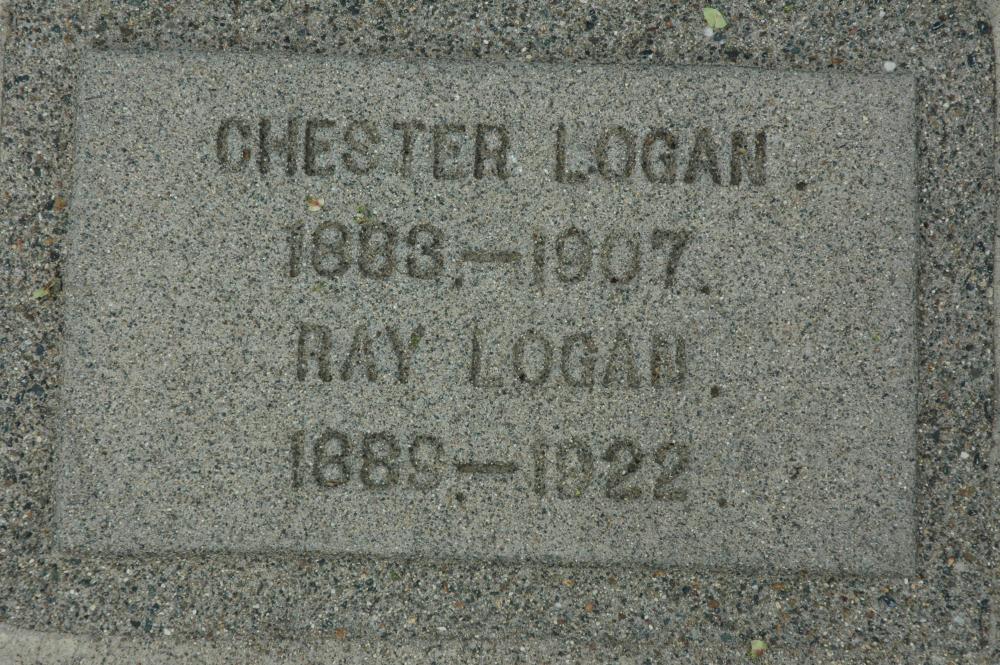 CHESTER LOGAN.
1883.—1907.
RAY LOGAN.
1889.—1922